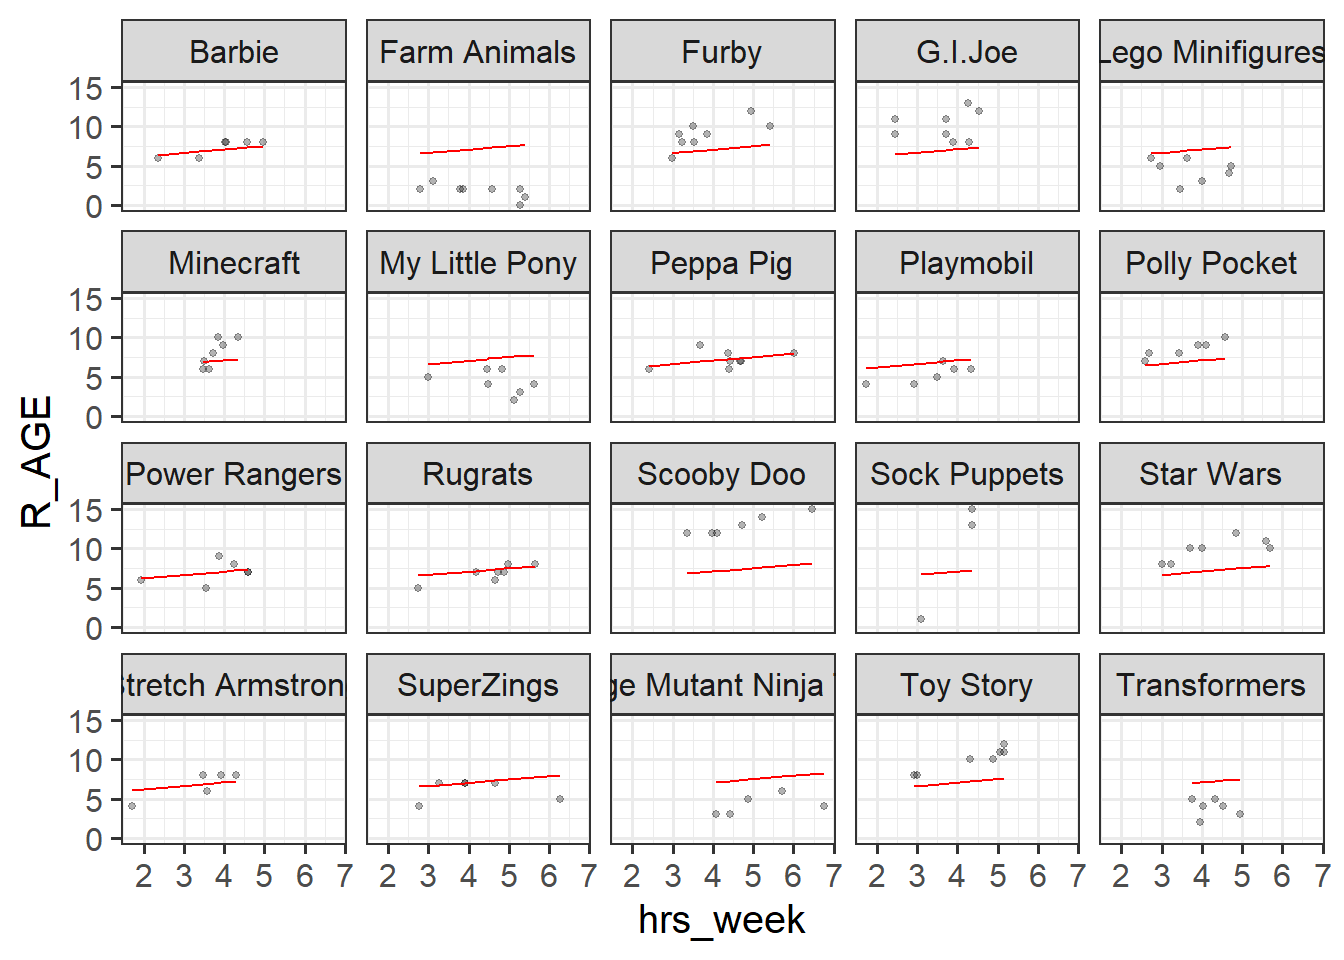 Barbie Farm Animals Furby G.I.Joe Lego Minifigures
15
10
5
0
Minecraft My Little Pony Peppa Pig Playmobil Polly Pocket
15
10
5
0
R_AGE
Power Rangers Rugrats Scooby Doo Sock Puppets Star Wars
15
10
5
0
Stretch Armstron SuperZings ge Mutant Ninja Toy Story Transformers
15
10
5
0
2 3 4 5 6 7 2 3 4 5 6 7 2 3 4 5 6 7 2 3 4 5 6 7 2 3 4 5 6 7
hrs_week